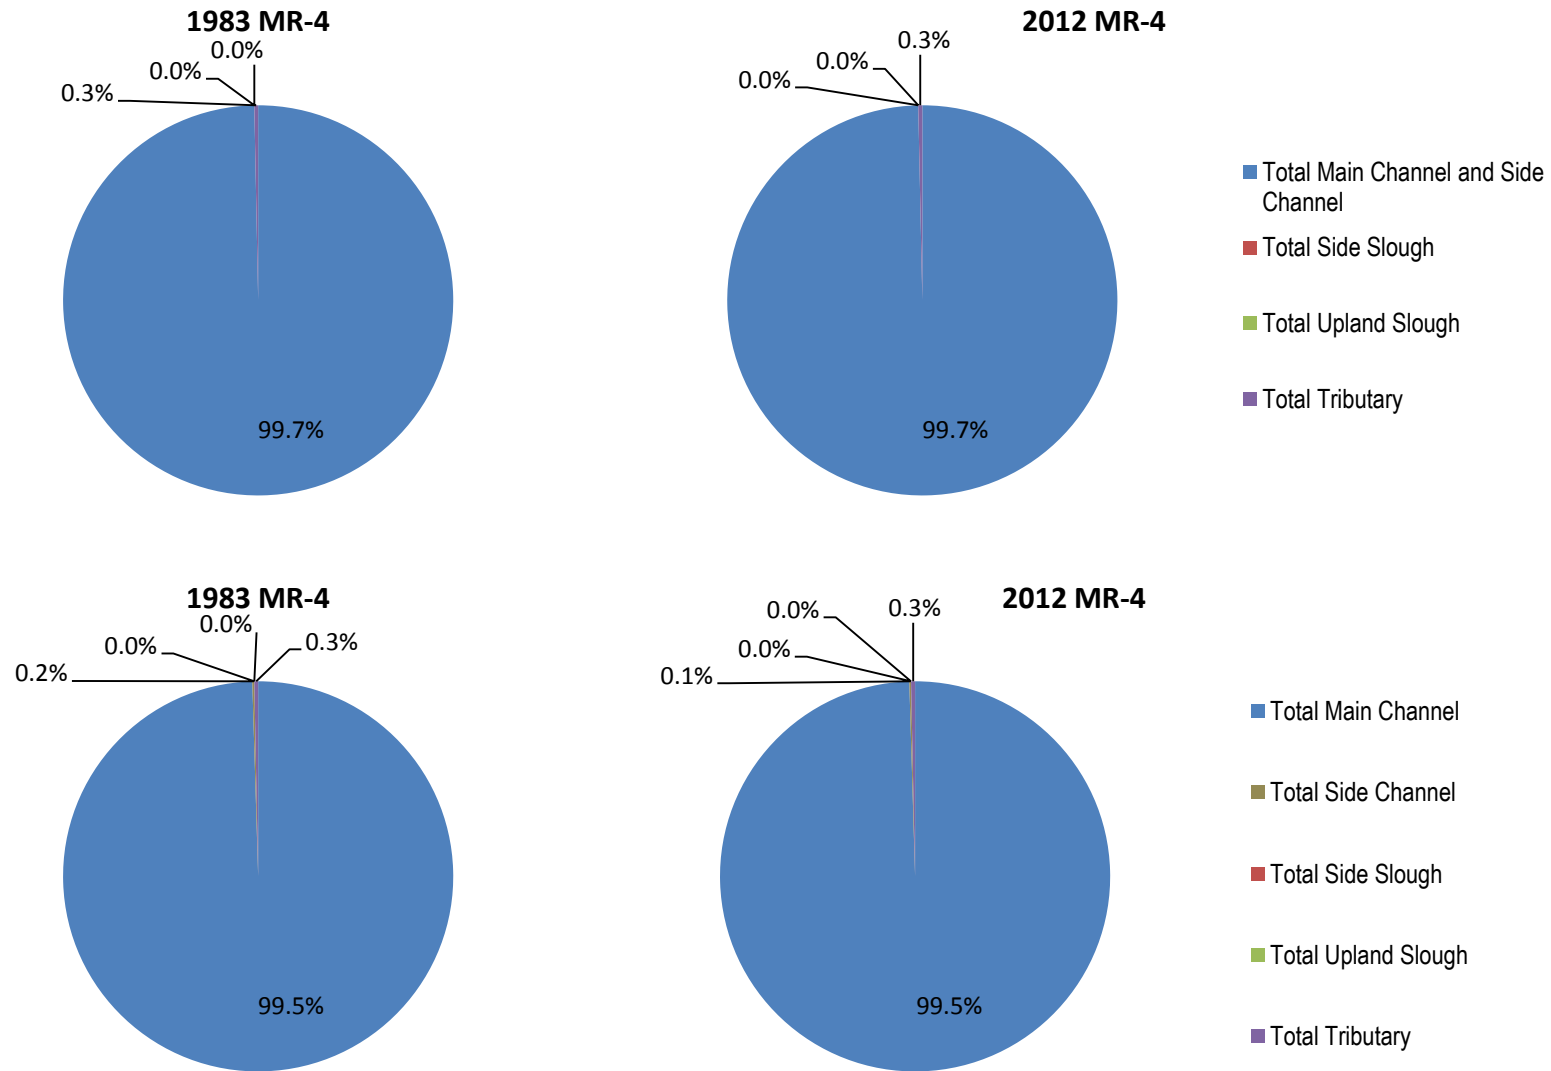 1983 MR-4
0.0%
0.0%
0.3%
99.7%
2012 MR-4
0.3%
0.0%
0.0%
99.7%
Total Main Channel and Side
Channel
Total Side Slough
Total Upland Slough
Total Tributary
1983 MR-4
0.0%
0.0%
0.3%
0.2%
99.5%
2012 MR-4
0.0%
0.3%
0.0%
0.1%
99.5%
Total Main Channel
Total Side Channel
Total Side Slough
Total Upland Slough
Total Tributary